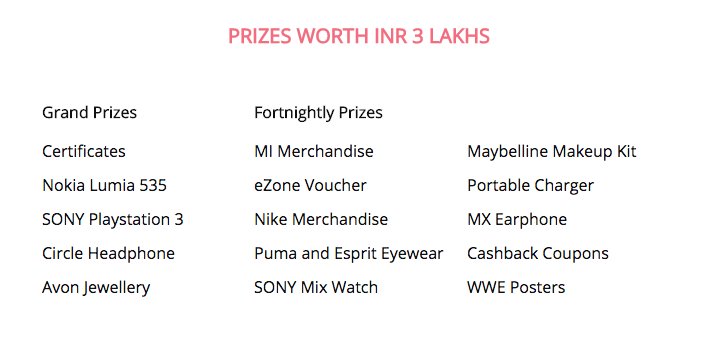 PRIZES WORTH INR 3 LAKHS
Grand Prizes
Certificates
Nokia Lumia 535
SONY Playstation 3
Circle Headphone
Avon Jewellery
Fortnightly Prizes
MI Merchandise
eZone Voucher
Nike Merchandise
Puma and Esprit Eyewear
SONY Mix Watch
Maybelline Makeup Kit
Portable Charger
MX Earphone
Cashback Coupons
WWE Posters